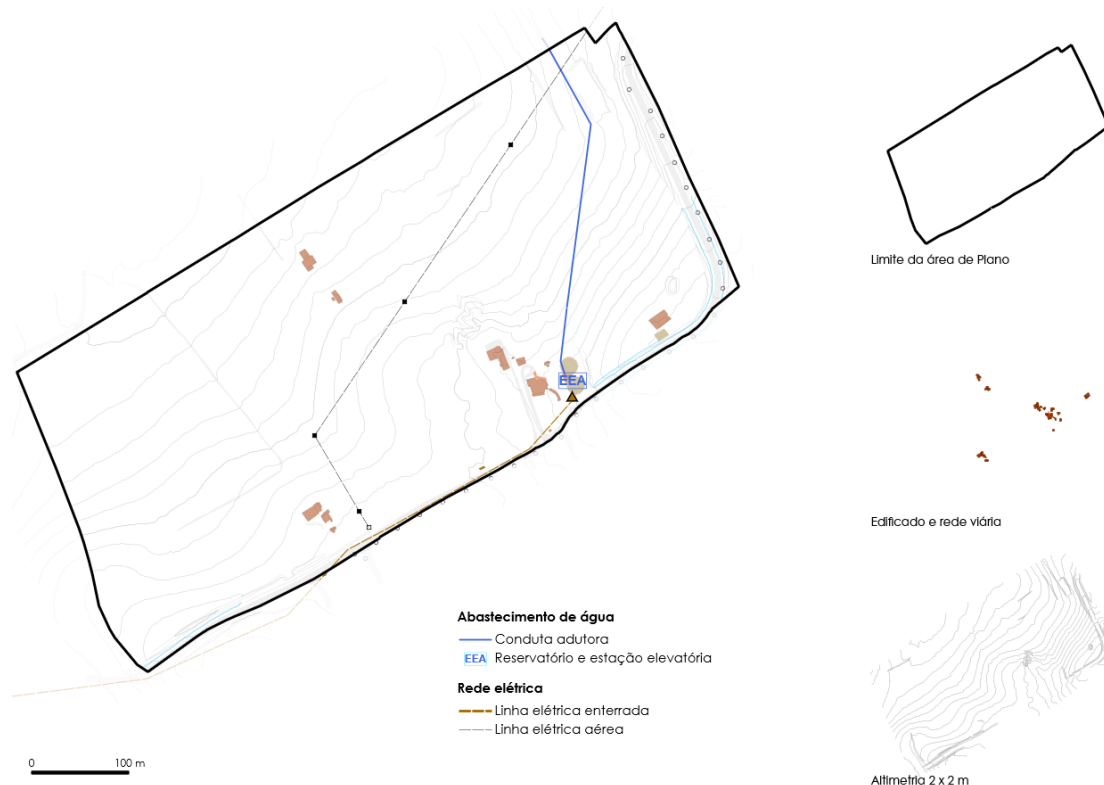 Limite da área de Plano
EEA
Edificado e rede viária
Abastecimento de água
Conduta adutora
EEA Reservatório e estação elevatória
Rede elétrica
Linha elétrica enterrada
Linha elétrica aérea
0 100 m
Altimetria 2 x 2 m